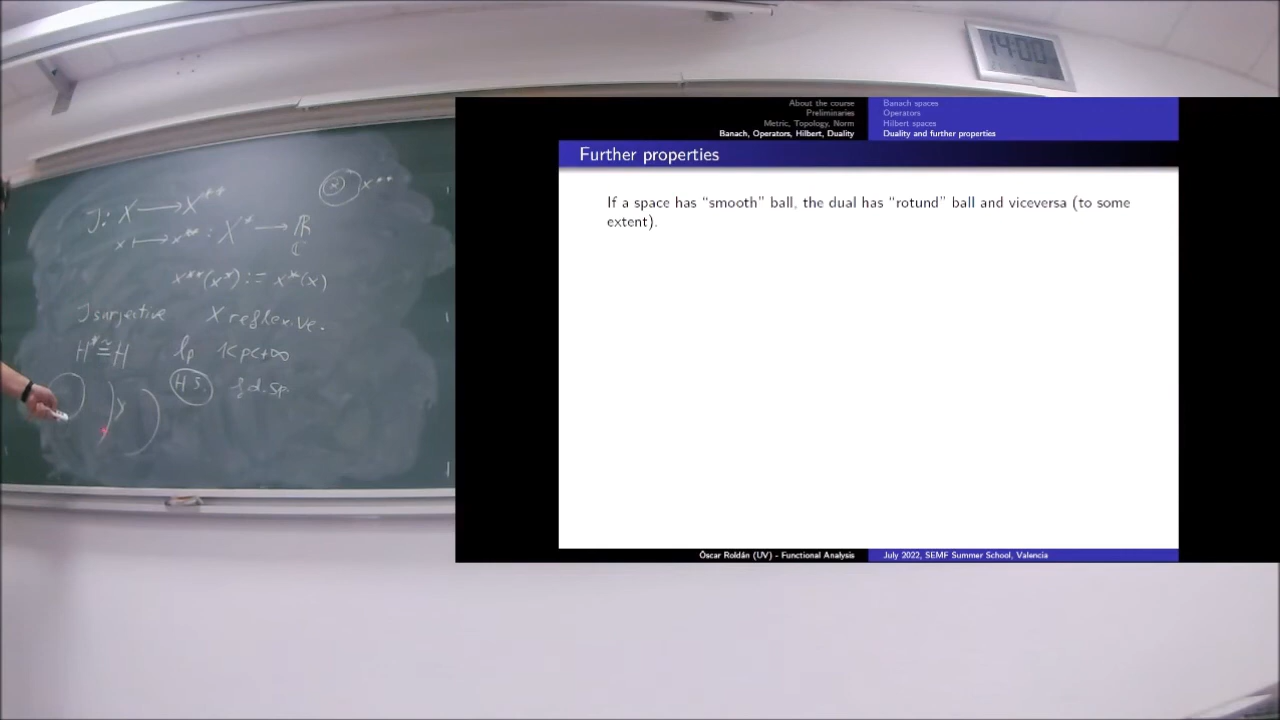 14:00
J: X → X**
x ↦ x** : X* → ℝ
ℂ
x**(x*) := x*(x)
J surjective X reflexive.
H* ≅ H ℓp 1<p<+∞
H.S. f.d.sp.
X**
About the course
Preliminaries
Metric, Topology, Norm
Banach, Operators, Hilbert, Duality
Banach spaces
Operators
Hilbert spaces
Duality and further properties
Further properties
If a space has “smooth” ball, the dual has “rotund” ball and viceversa (to some
extent).
Óscar Roldán (UV) - Functional Analysis
July 2022, SEMF Summer School, Valencia